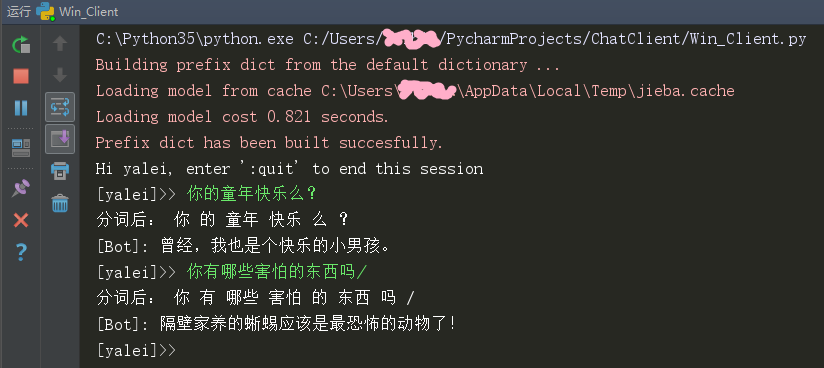 运行 Win_Client
C:\Python35\python.exe C:/Users/ /PycharmProjects/ChatClient/Win_Client.py
Building prefix dict from the default dictionary ...
Loading model from cache C:\Users\ \AppData\Local\Temp\jieba.cache
Loading model cost 0.821 seconds.
Prefix dict has been built succesfully.
Hi yalei, enter ':quit' to end this session
[yalei]>> 你的童年快乐么?
分词后: 你 的 童年 快乐 么 ?
[Bot]: 曾经，我也是个快乐的小男孩。
[yalei]>> 你有哪些害怕的东西吗/
分词后: 你 有 哪些 害怕 的 东西 吗 /
[Bot]: 隔壁家养的蜥蜴应该是最恐怖的动物了!
[yalei]>>